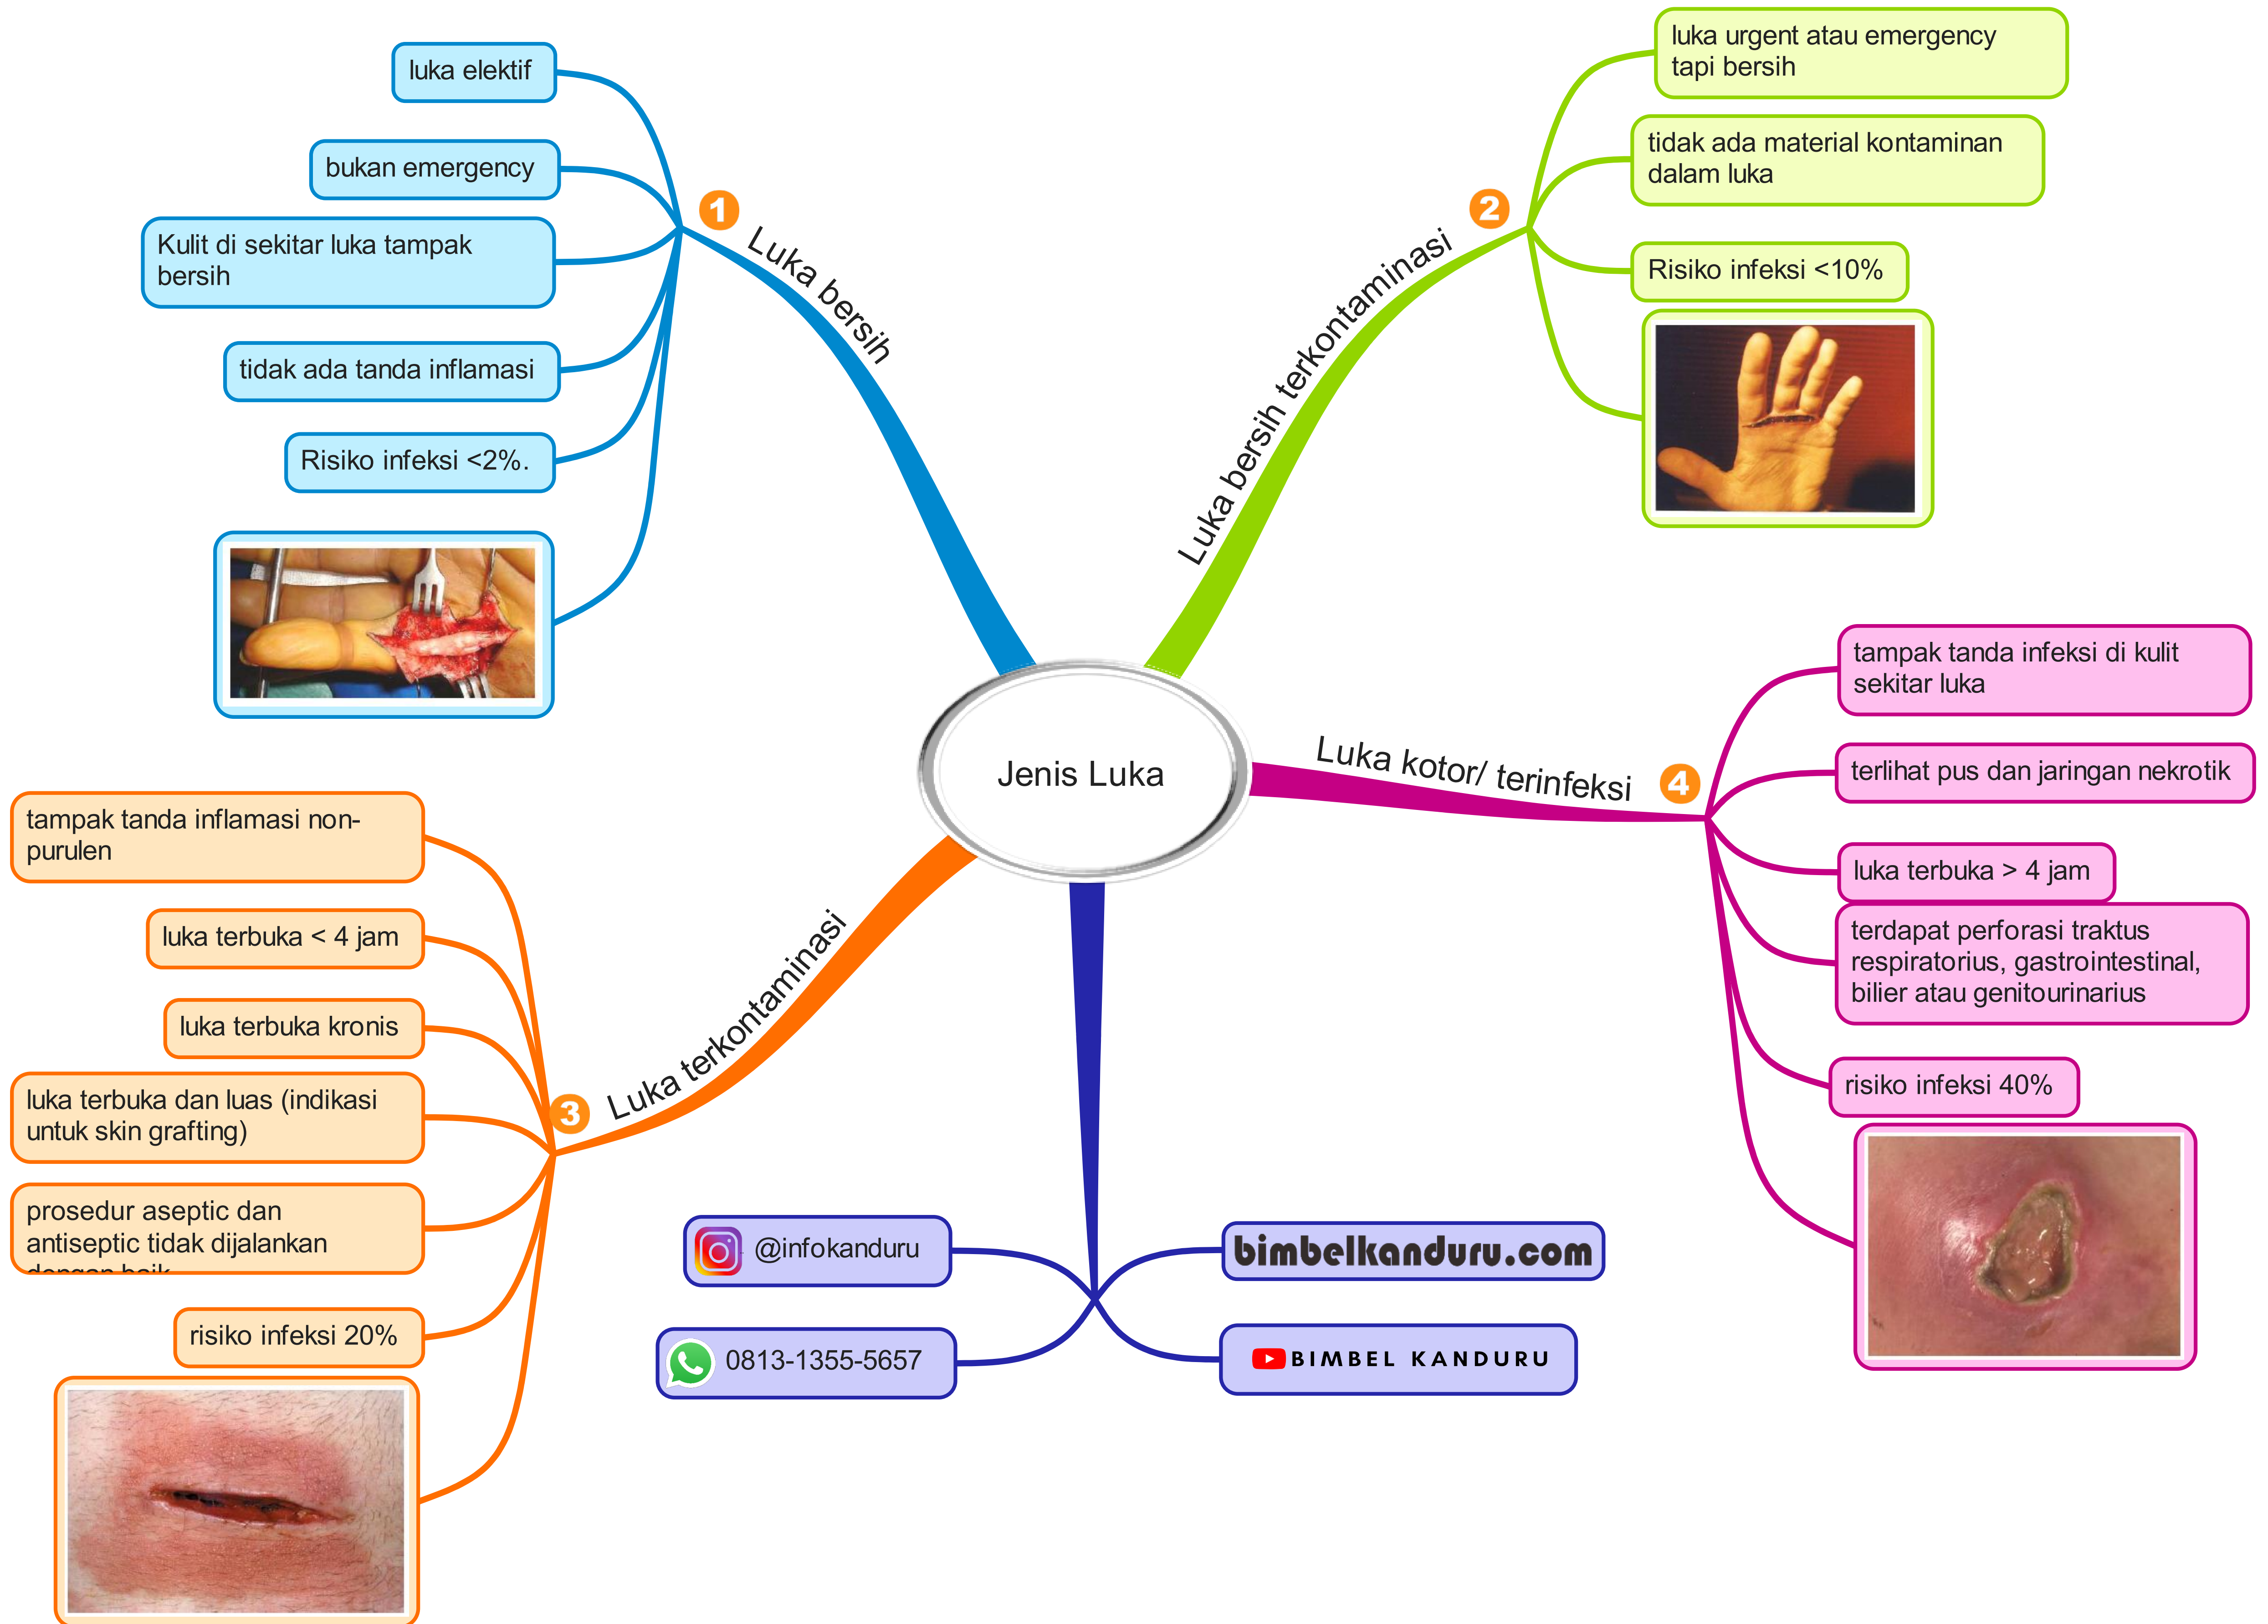 Jenis Luka
1
Luka bersih
luka elektif
bukan emergency
Kulit di sekitar luka tampak
bersih
tidak ada tanda inflamasi
Risiko infeksi <2%.
2
Luka bersih terkontaminasi
luka urgent atau emergency
tapi bersih
tidak ada material kontaminan
dalam luka
Risiko infeksi <10%
3
Luka terkontaminasi
tampak tanda inflamasi non-
purulen
luka terbuka < 4 jam
luka terbuka kronis
luka terbuka dan luas (indikasi
untuk skin grafting)
prosedur aseptic dan
antiseptic tidak dijalankan
dengan baik
risiko infeksi 20%
4
Luka kotor/ terinfeksi
tampak tanda infeksi di kulit
sekitar luka
terlihat pus dan jaringan nekrotik
luka terbuka > 4 jam
terdapat perforasi traktus
respiratorius, gastrointestinal,
bilier atau genitourinarius
risiko infeksi 40%
@infokanduru
0813-1355-5657
bimbelkanduru.com
BIMBEL KANDURU